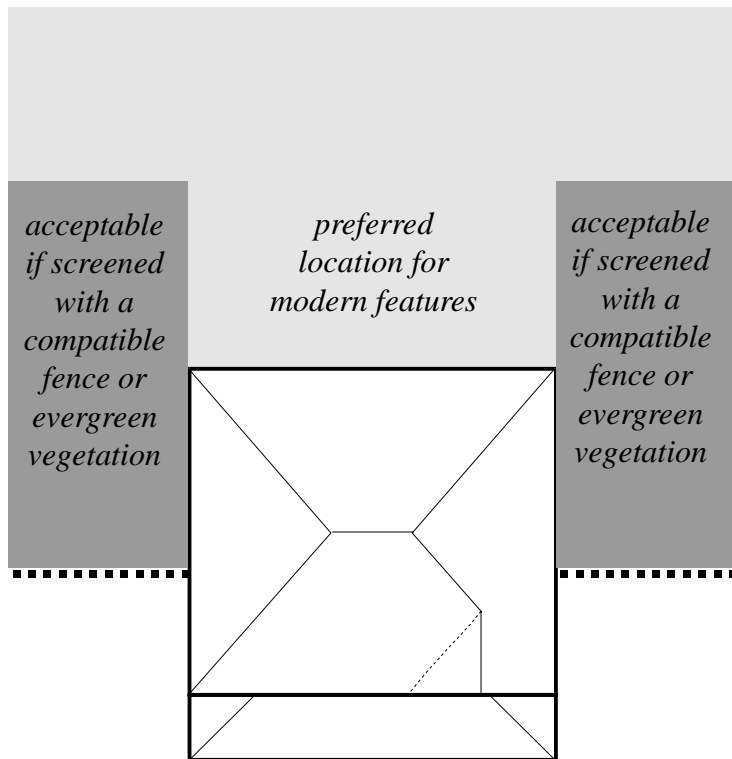 acceptable
if screened
with a
compatible
fence or
evergreen
vegetation
preferred
location for
modern features
acceptable
if screened
with a
compatible
fence or
evergreen
vegetation